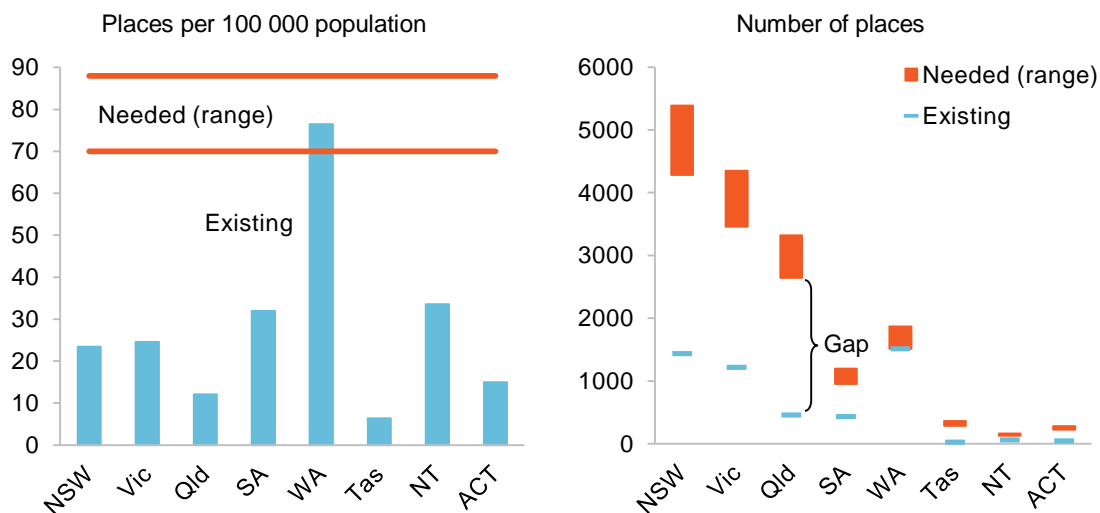 Places per 100 000 population
90
80
70
60
50
40
30
20
10
0
Needed (range)
Existing
NSW
Vic
Qld
SA
WA
Tas
NT
ACT
Number of places
6000
5000
4000
3000
2000
1000
0
Needed (range)
Existing
Gap
NSW
Vic
Qld
SA
WA
Tas
NT
ACT